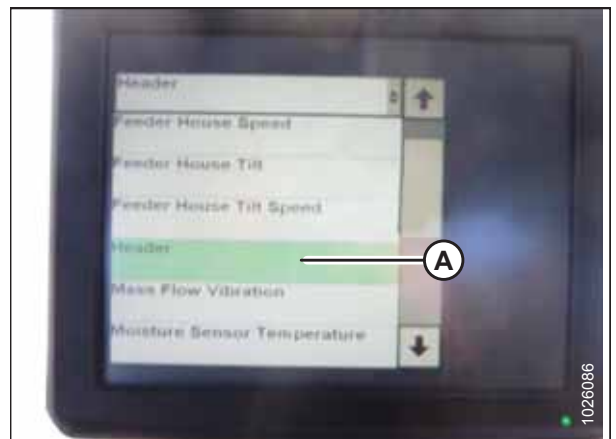 Header
Feeder House Speed
Feeder House Tilt
Feeder House Tilt Speed
Header
A
Mass Flow Vibration
Moisture Sensor Temperature
1026086